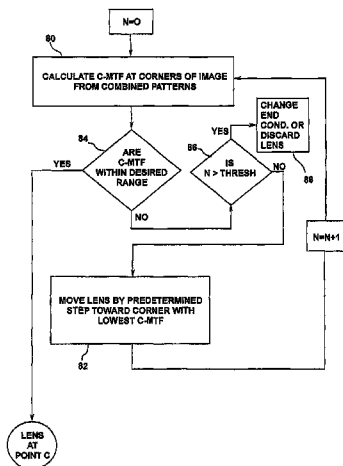 N=O
80
CALCULATE C-MTF AT CORNERS OF IMAGE
FROM COMBINED PATTERNS
84
ARE
C-MTF
WITHIN DESIRED
RANGE
YES
NO
86
IS
N > THRESH
YES
NO
CHANGE
END
COND. OR
DISCARD
LENS
88
N=N+1
MOVE LENS BY PREDETERMINED
STEP TOWARD CORNER WITH
LOWEST C-MTF
82
LENS
AT
POINT C